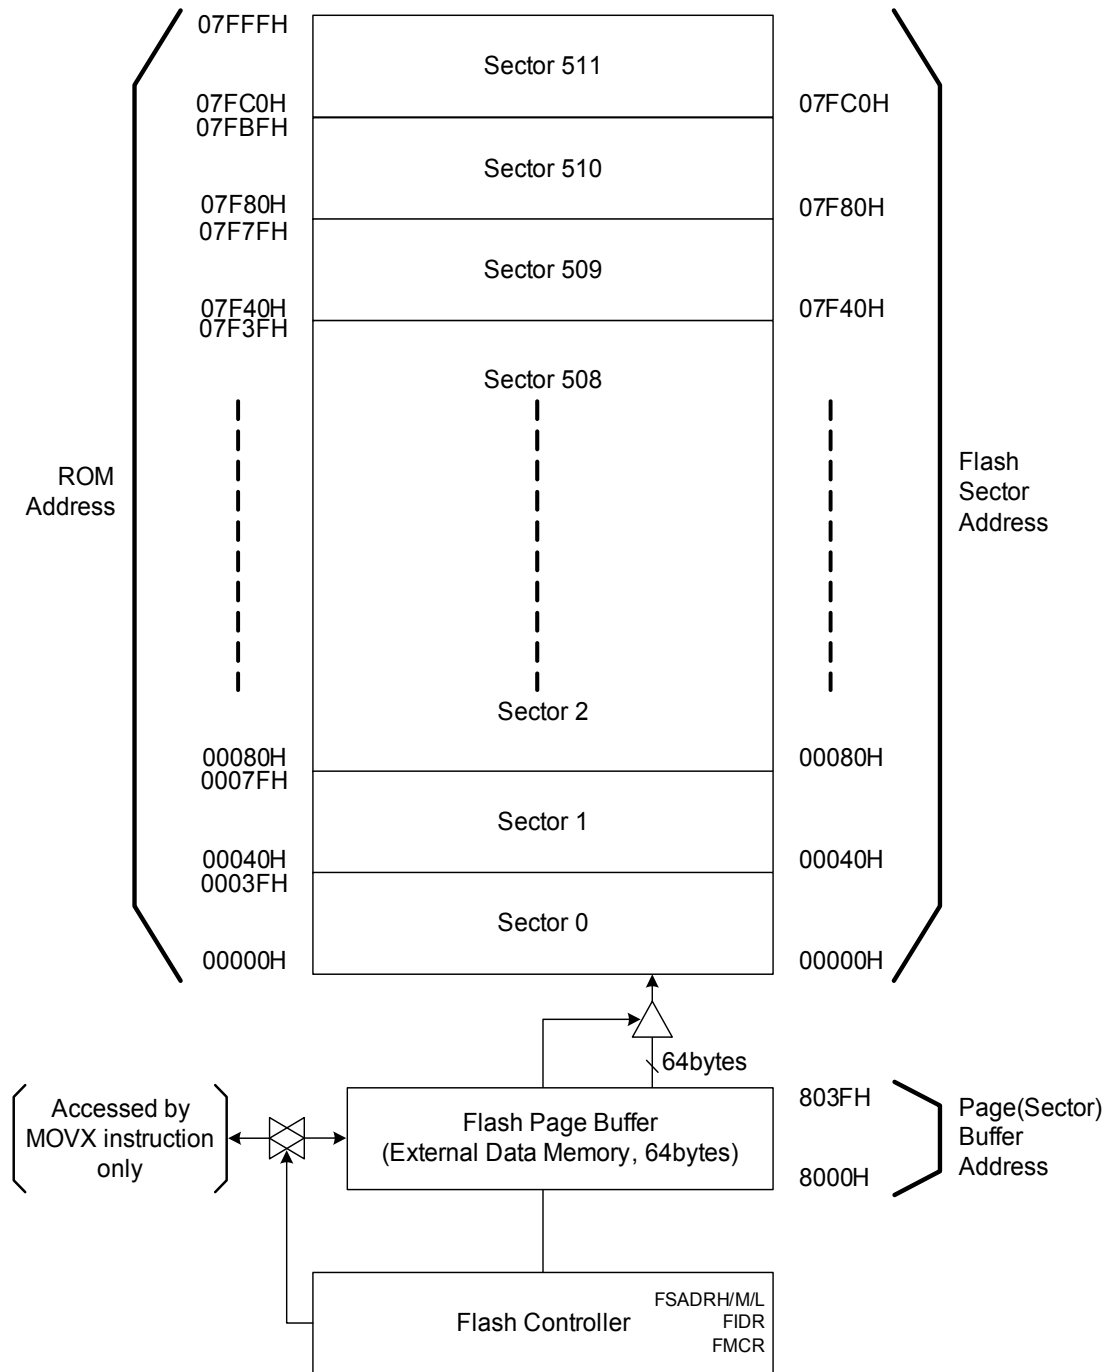 07FFFH
Sector 511
07FC0H
07FC0H
07FBFH
Sector 510
07F80H
07F80H
07F7FH
Sector 509
07F40H
07F40H
07F3FH
Sector 508
ROM
Address
Flash
Sector
Address
Sector 2
00080H
00080H
0007FH
Sector 1
00040H
00040H
0003FH
Sector 0
00000H
00000H
64bytes
Accessed by
MOVX instruction
only
Flash Page Buffer
(External Data Memory, 64bytes)
803FH
8000H
Page(Sector)
Buffer
Address
Flash Controller
FSADRH/M/L
FIDR
FMCR